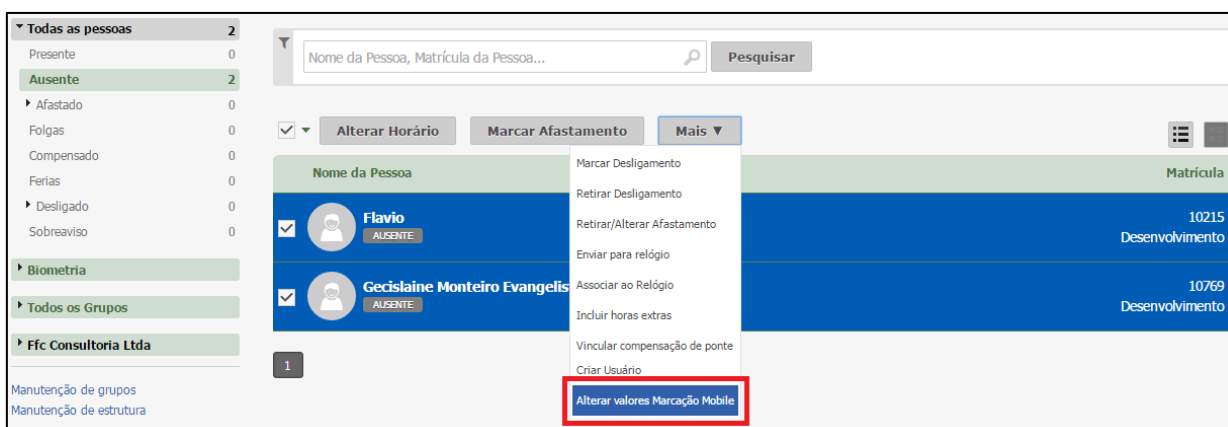 Todas as pessoas 2
Presente 0
Ausente 2
Afastado 0
Folgas 0
Compensado 0
Ferias 0
Desligado 0
Sobreaviso 0
Biometria
Todos os Grupos
Ffc Consultoria Ltda
Manutenção de grupos
Manutenção de estrutura
Nome da Pessoa, Matrícula da Pessoa...
Pesquisar
Alterar Horário Marcar Afastamento Mais ▼
Nome da Pessoa Matrícula
Flavio 10215
AUSENTE Desenvolvimento
Gecislaine Monteiro Evangelis 10769
AUSENTE Desenvolvimento
1
Marcar Desligamento
Retirar Desligamento
Retirar/Alterar Afastamento
Enviar para relógio
Associar ao Relógio
Incluir horas extras
Vincular compensação de ponte
Criar Usuário
Alterar valores Marcação Mobile